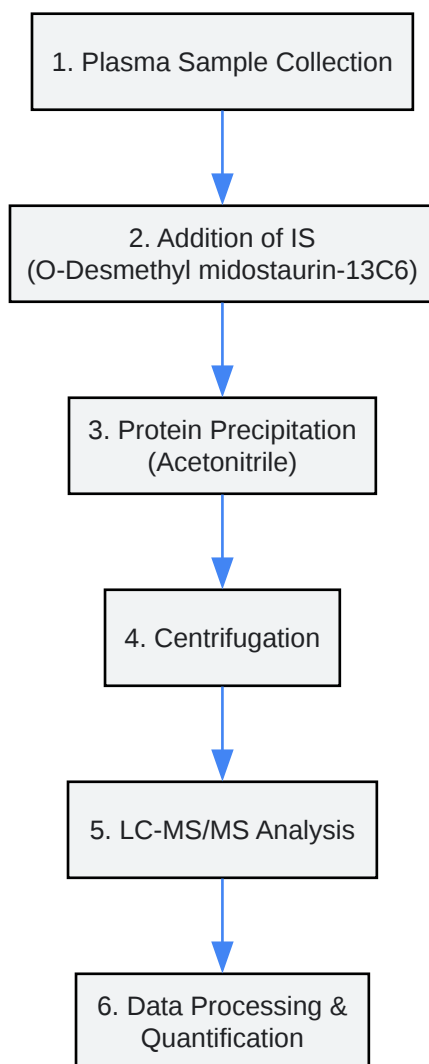 1. Plasma Sample Collection
2. Addition of IS
(O-Desmethyl midostaurin-13C6)
3. Protein Precipitation
(Acetonitrile)
4. Centrifugation
5. LC-MS/MS Analysis
6. Data Processing &
Quantification